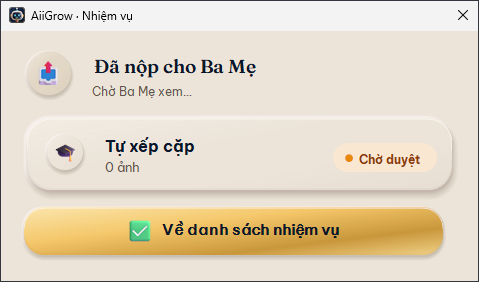 AiiGrow · Nhiệm vụ
Đã nộp cho Ba Mẹ
Chờ Ba Mẹ xem...
Tự xếp cặp
0 ảnh
Chờ duyệt
Về danh sách nhiệm vụ